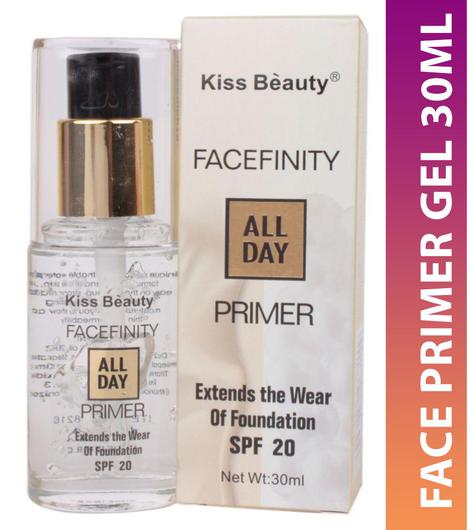 Kiss Bèauty®
FACEFINITY
ALL
DAY
PRIMER
Extends the Wear
Of Foundation
SPF 20
Net Wt:30ml
Kiss Bèauty
FACEFINITY
ALL
DAY
PRIMER
Extends the Wear
Of Foundation
SPF 20
FACE PRIMER GEL 30ML